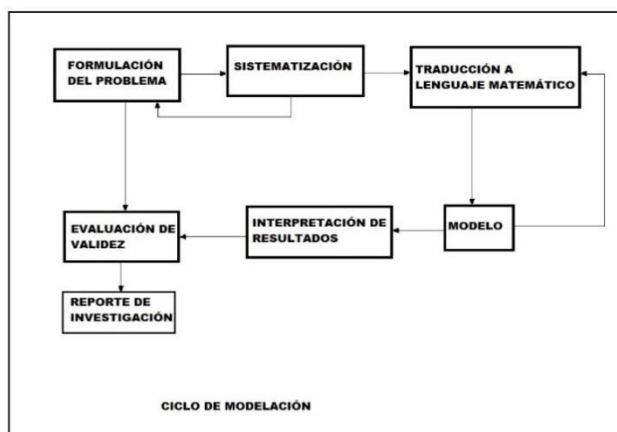 FORMULACIÓN
DEL PROBLEMA
SISTEMATIZACIÓN
TRADUCCIÓN A
LENGUAJE MATEMÁTICO
EVALUACIÓN DE
VALIDEZ
INTERPRETACIÓN DE
RESULTADOS
MODELO
REPORTE DE
INVESTIGACIÓN
CICLO DE MODELACIÓN